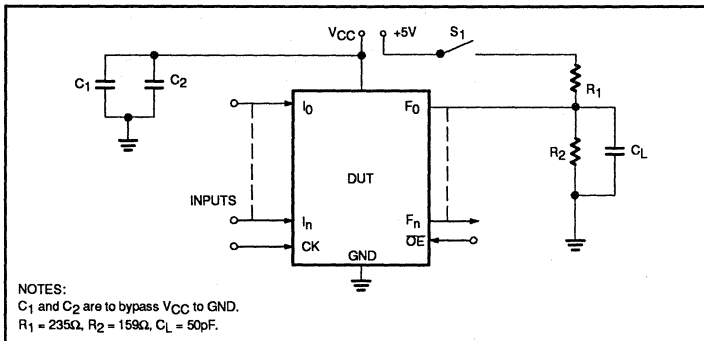 VCC +5V S1
C1 C2
R1
I0 F0
R2 CL
DUT
INPUTS
In Fn
OE
CK
GND
NOTES:
C1 and C2 are to bypass VCC to GND.
R1 = 235Ω, R2 = 159Ω, CL = 50pF.